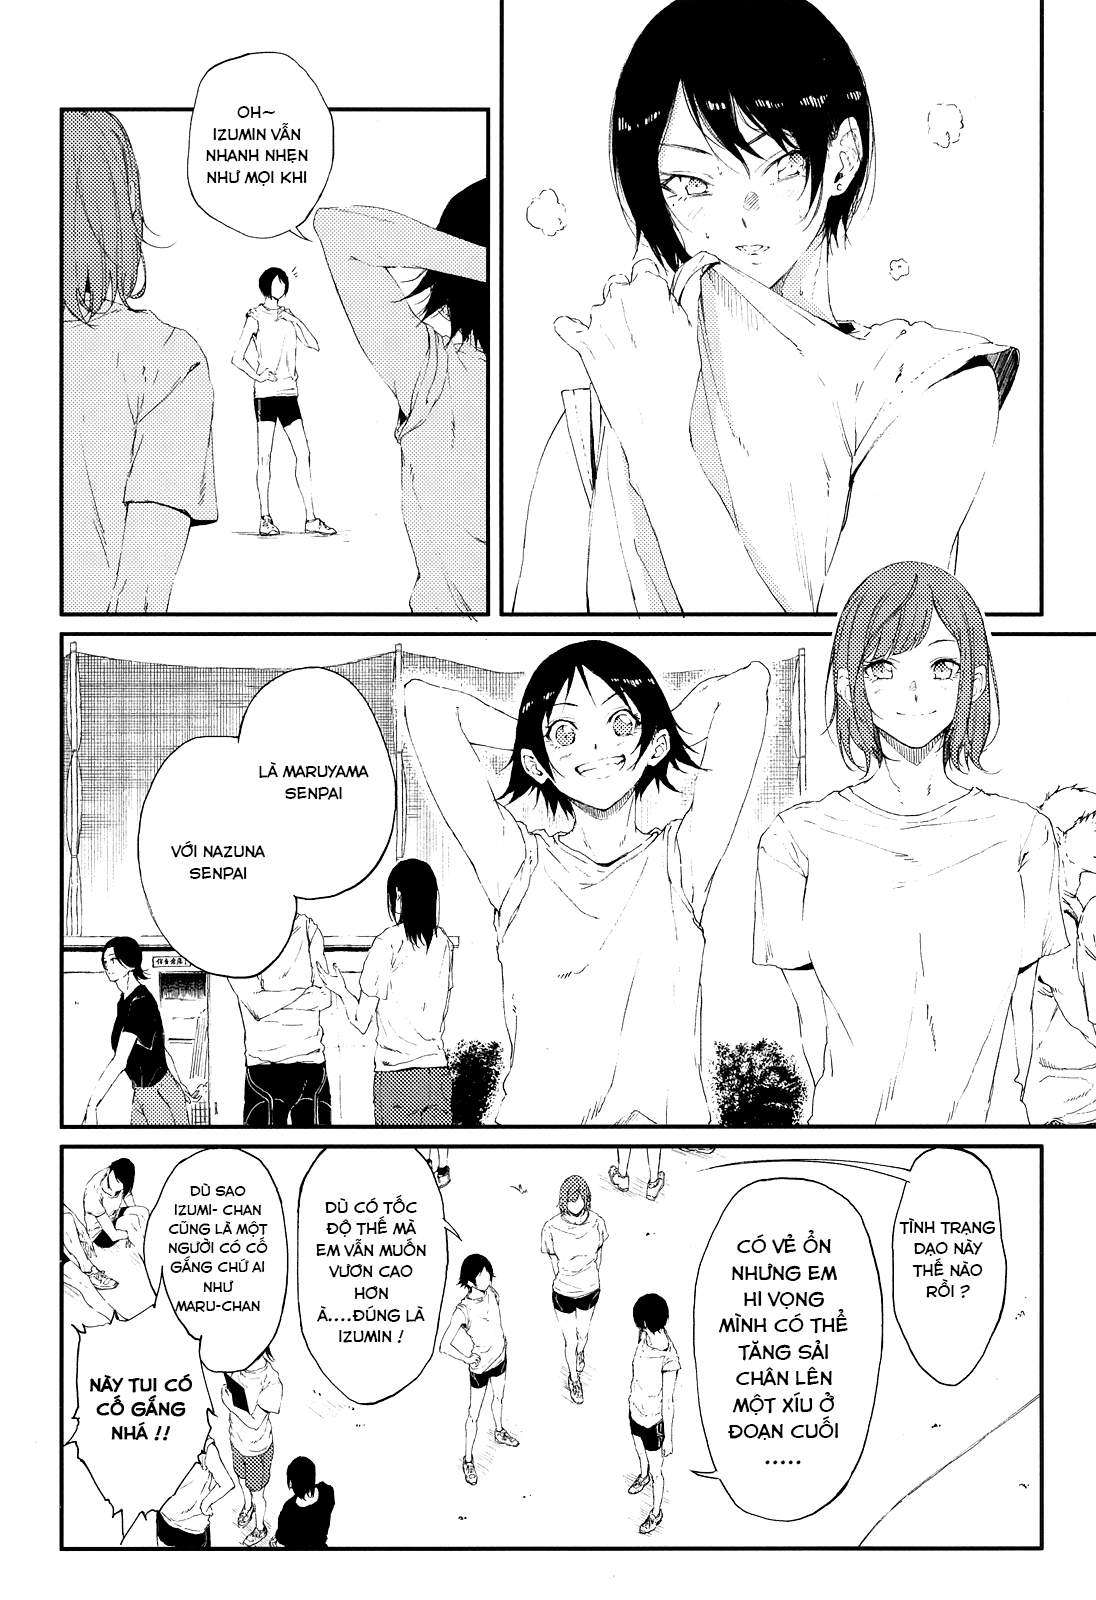 OH~
IZUMIN VẪN
NHANH NHẸN
NHƯ MỌI KHI
LÀ MARUYAMA
SENPAI
VỚI NAZUNA
SENPAI
TÌNH TRẠNG
DẠO NÀY
THẾ NÀO
RỒI ?
CÓ VẺ ỔN
NHƯNG EM
HI VỌNG
MÌNH CÓ THỂ
TĂNG SẢI
CHÂN LÊN
MỘT XÍU Ở
ĐOẠN CUỐI
.....
DÙ CÓ TỐC
ĐỘ THẾ MÀ
EM VẪN MUỐN
VƯƠN CAO
HƠN
À....ĐÚNG LÀ
IZUMIN !
DÙ SAO
IZUMI- CHAN
CŨNG LÀ MỘT
NGƯỜI CÓ CỐ
GẮNG CHỨ AI
NHƯ
MARU-CHAN
NÀY TUI CÓ
CỐ GẮNG
NHÁ !!